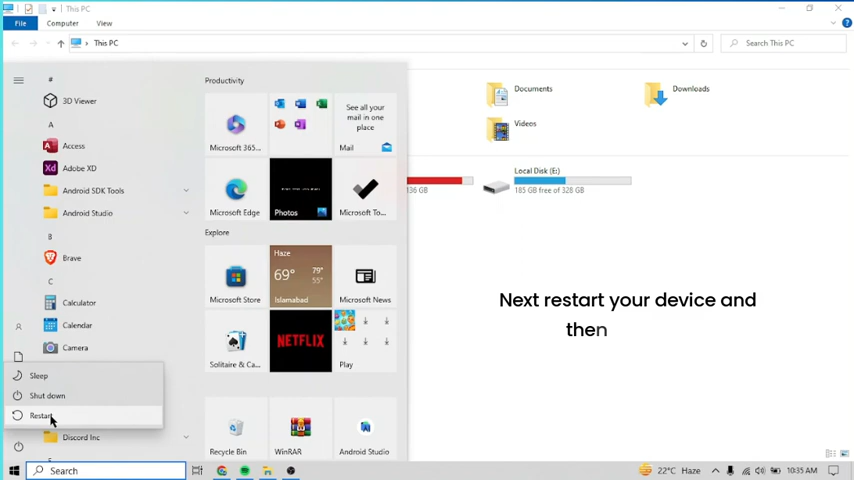 This PC
File
Computer
View
This PC
Search This PC
#
3D Viewer
A
Access
Adobe XD
Android SDK Tools
Android Studio
B
Brave
C
Calculator
Calendar
Camera
Sleep
Shut down
Restart
Discord Inc
Productivity
Microsoft 365...
See all your
mail in one
place
Mail
Microsoft Edge
Photos
Microsoft To...
Explore
Microsoft Store
Haze
69°
79°
55°
Islamabad
Microsoft News
Solitaire & Ca...
NETFLIX
Play
Recycle Bin
WinRAR
Android Studio
Documents
Downloads
Videos
136 GB
Local Disk (E:)
185 GB free of 328 GB
Next restart your device and
then
Search
22°C Haze
10:35 AM